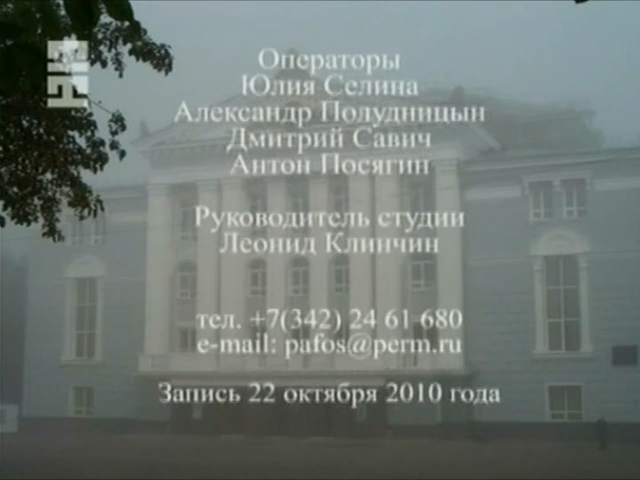 Операторы
Юлия Селина
Александр Полудницын
Дмитрий Савич
Антон Посягин
Руководитель студии
Леонид Клинчин
тел. +7(342) 24 61 680
e-mail: pafos@perm.ru
Запись 22 октября 2010 года